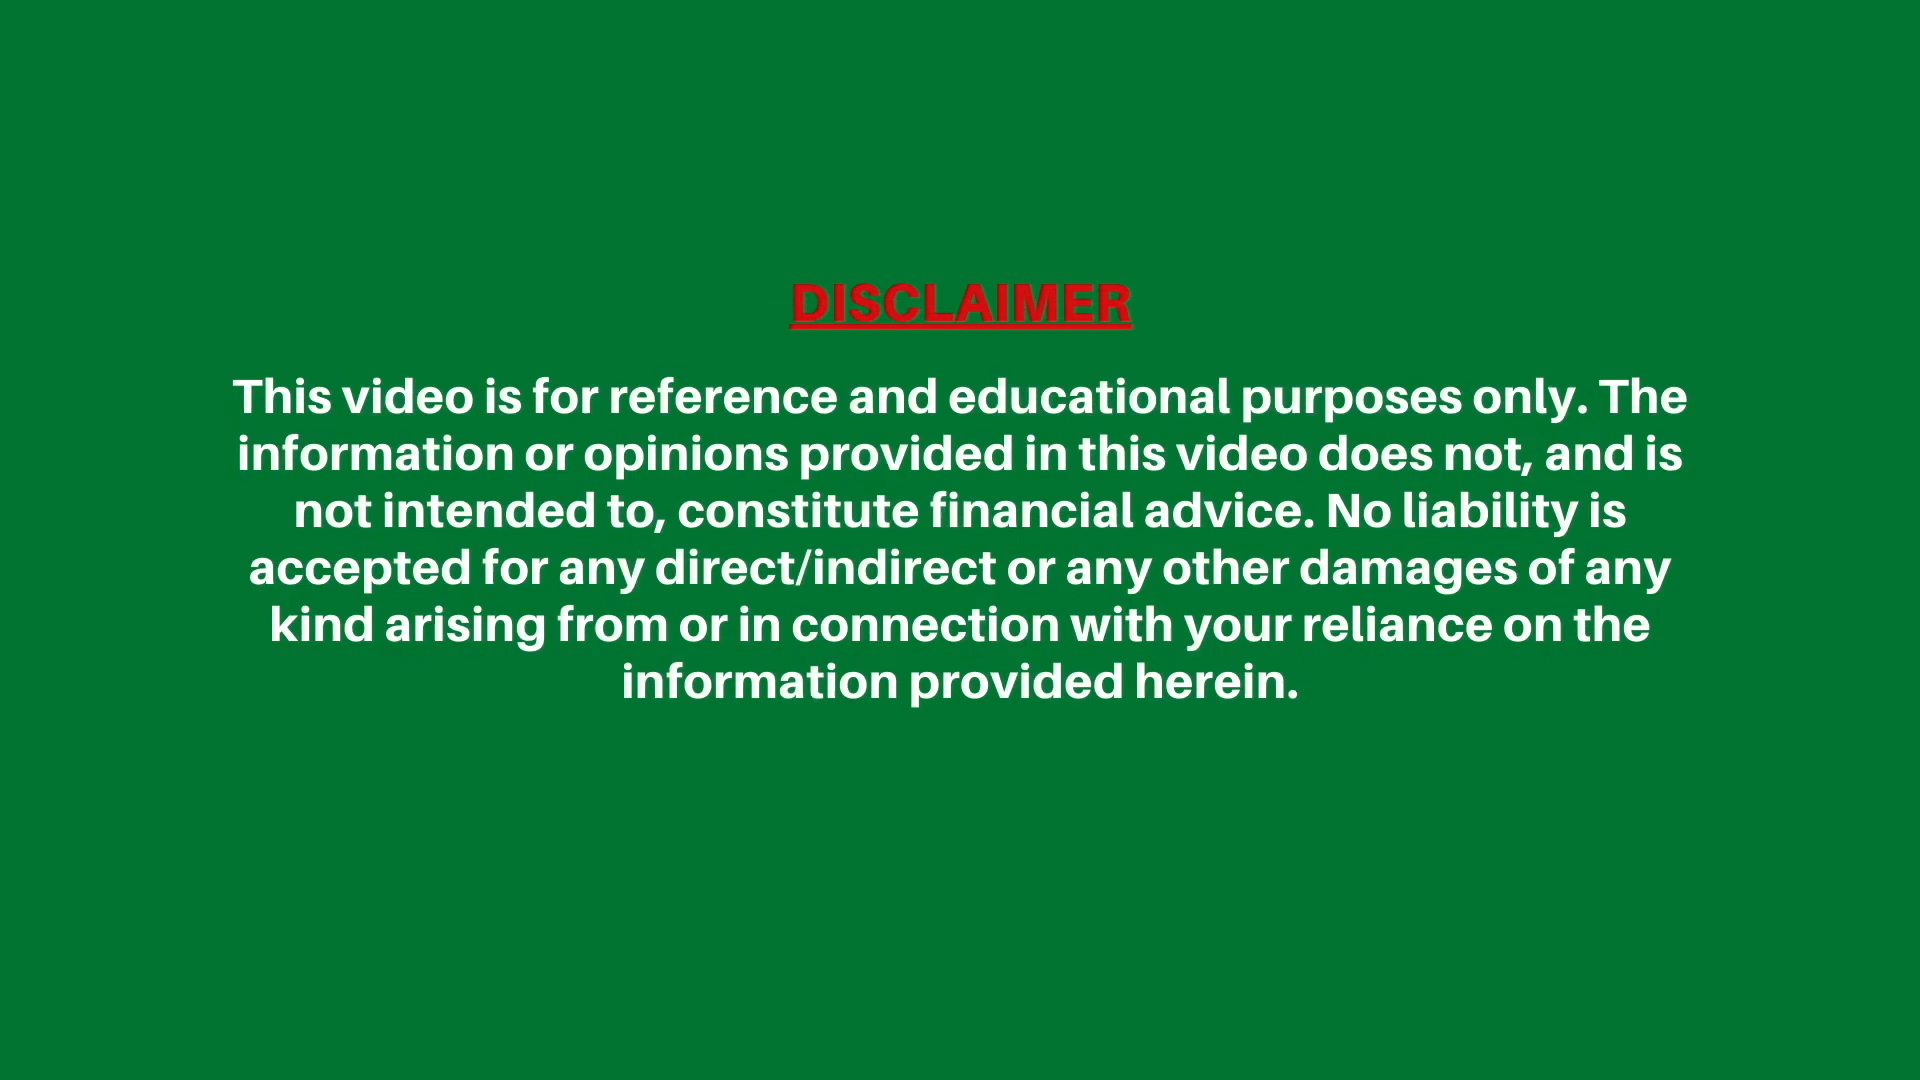 DISCLAIMER
This video is for reference and educational purposes only. The
information or opinions provided in this video does not, and is
not intended to, constitute financial advice. No liability is
accepted for any direct/indirect or any other damages of any
kind arising from or in connection with your reliance on the
information provided herein.